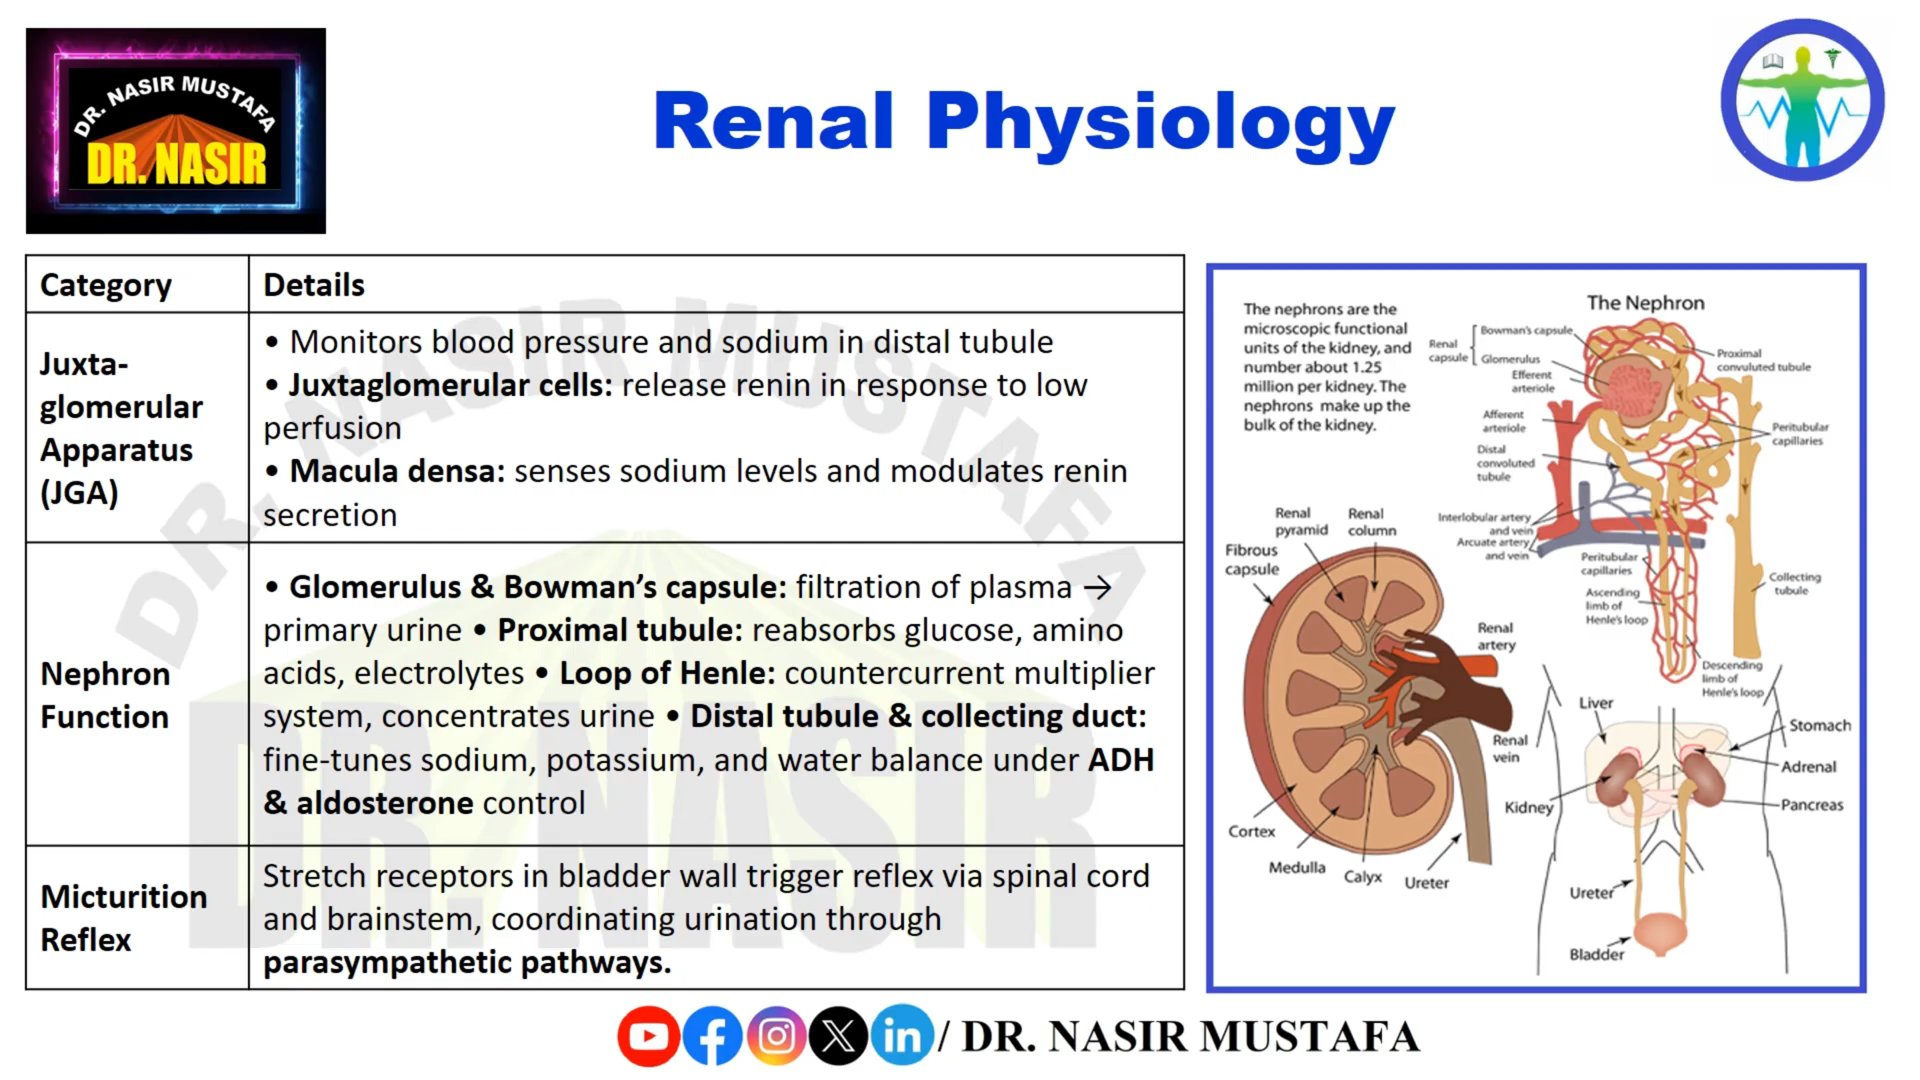 DR. NASIR MUSTAFA
DR. NASIR
Renal Physiology
Category
Details
Juxta-
glomerular
Apparatus
(JGA)
• Monitors blood pressure and sodium in distal tubule
• Juxtaglomerular cells: release renin in response to low
perfusion
• Macula densa: senses sodium levels and modulates renin
secretion
Nephron
Function
• Glomerulus & Bowman’s capsule: filtration of plasma →
primary urine • Proximal tubule: reabsorbs glucose, amino
acids, electrolytes • Loop of Henle: countercurrent multiplier
system, concentrates urine • Distal tubule & collecting duct:
fine-tunes sodium, potassium, and water balance under ADH
& aldosterone control
Micturition
Reflex
Stretch receptors in bladder wall trigger reflex via spinal cord
and brainstem, coordinating urination through
parasympathetic pathways.
DR. NASIR MUSTAFA
DR. NASIR
The nephrons are the
microscopic functional
units of the kidney, and
number about 1.25
million per kidney. The
nephrons make up the
bulk of the kidney.
The Nephron
Renal
capsule
Bowman's capsule
Glomerulus
Efferent
arteriole
Afferent
arteriole
Distal
convoluted
tubule
Interlobular artery
and vein
Arcuate artery
and vein
Proximal
convoluted tubule
Peritubular
capillaries
Peritubular
capillaries
Ascending
limb of
Henle's loop
Collecting
tubule
Descending
limb of
Henle's loop
Renal
pyramid
Renal
column
Fibrous
capsule
Renal
artery
Renal
vein
Cortex
Medulla
Calyx
Ureter
Liver
Stomach
Adrenal
Pancreas
Kidney
Ureter
Bladder
/ DR. NASIR MUSTAFA